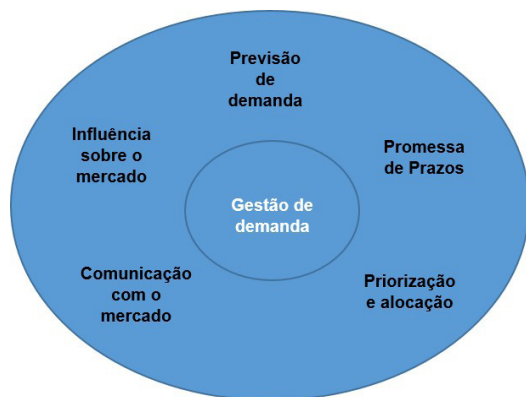 Previsão
de
demanda
Influência
sobre o
mercado
Promessa
de Prazos
Gestão de
demanda
Comunicação
com o
mercado
Priorização
e alocação